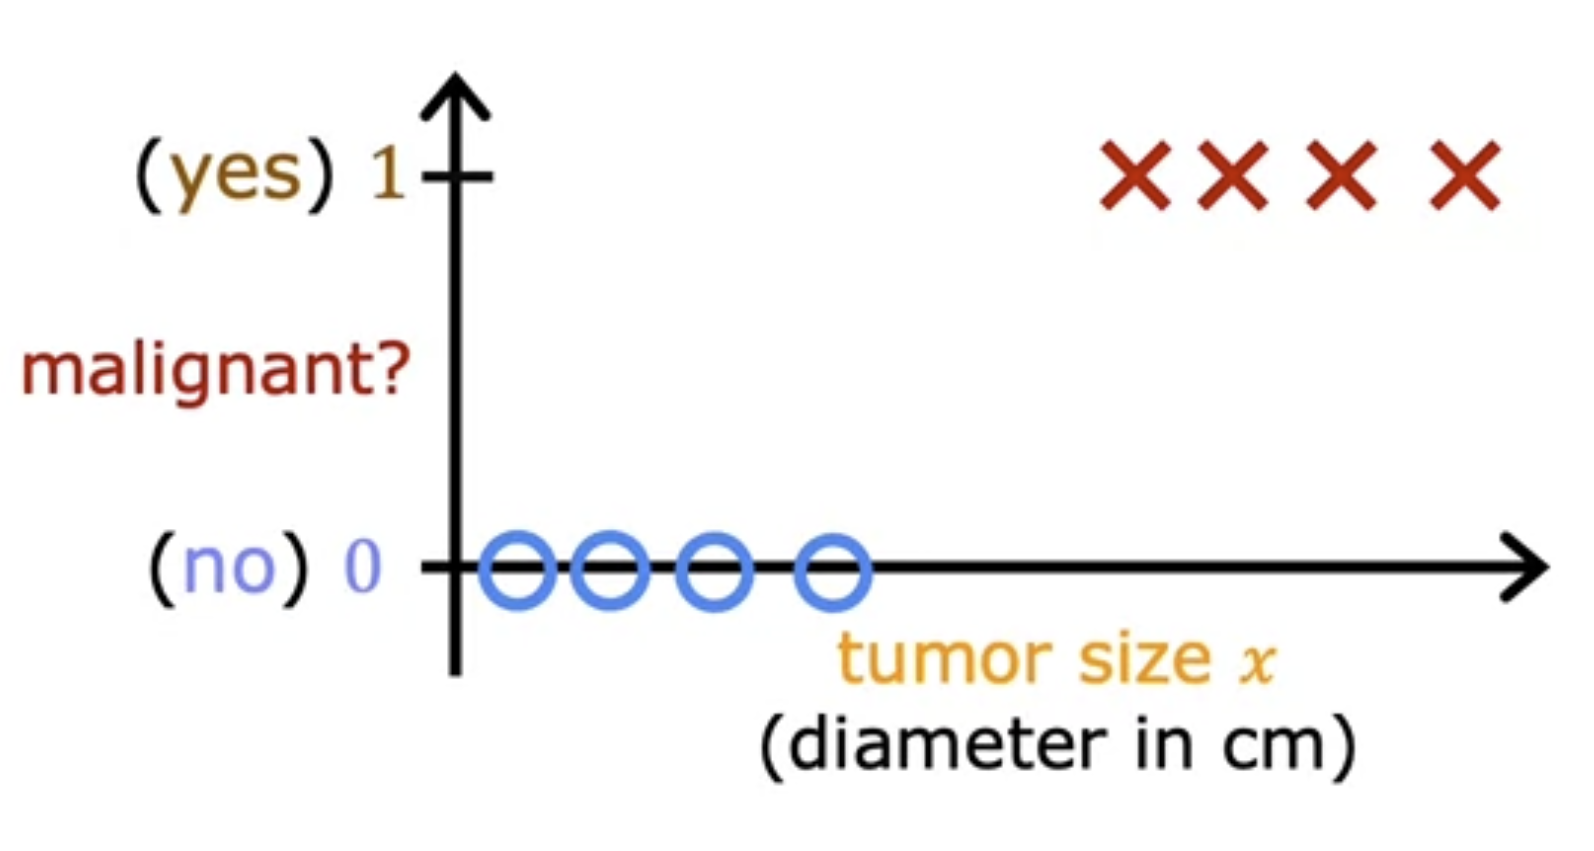 (yes) 1
malignant?
(no) 0
tumor size x
(diameter in cm)